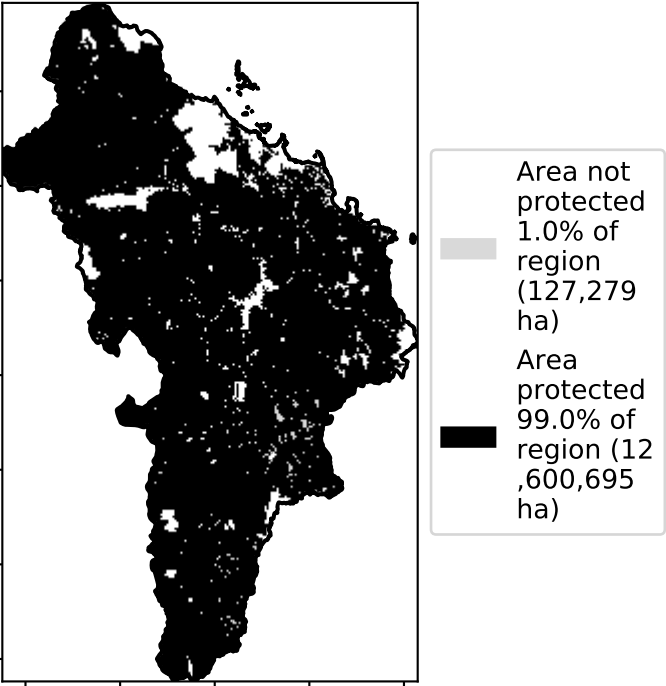 Area not
protected
1.0% of
region
(127,279
ha)
Area
protected
99.0% of
region (12
,600,695
ha)